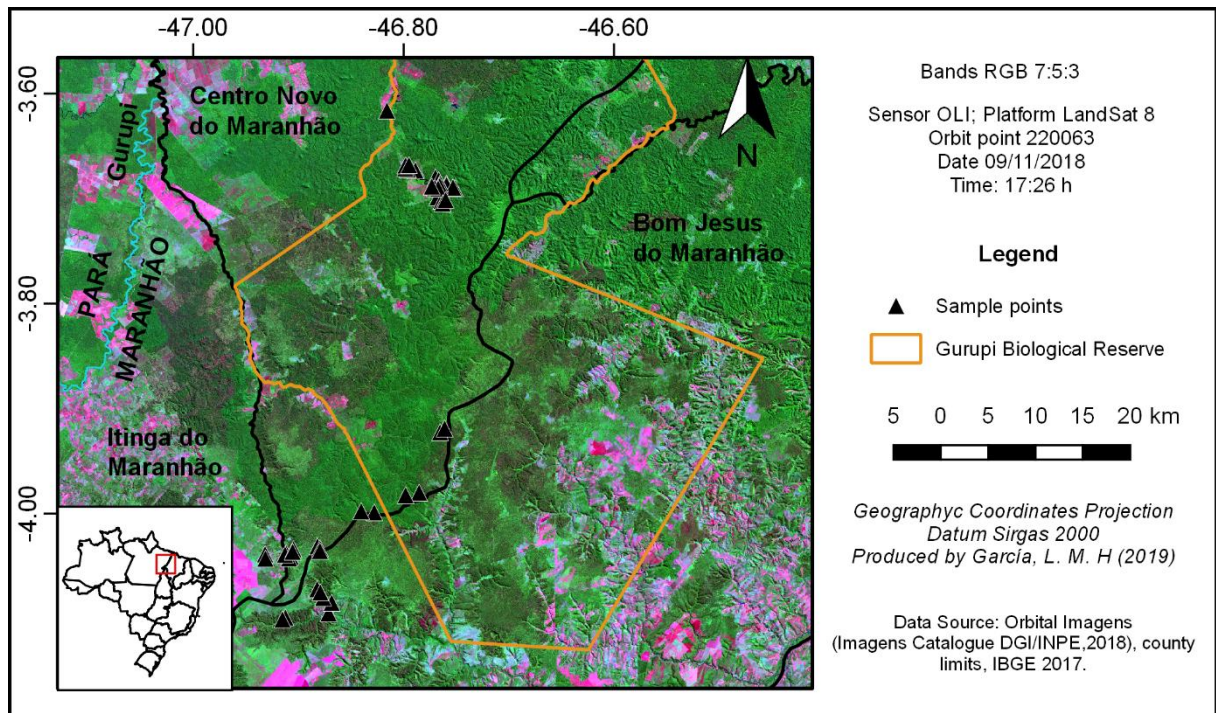 -47.00 -46.80 -46.60
-3.60
-3.80
-4.00
Centro Novo
do Maranhão
Gurupi
PARÁ
MARANHÃO
Bom Jesus
do Maranhão
Itinga do
Maranhão
N
Bands RGB 7:5:3
Sensor OLI; Platform LandSat 8
Orbit point 220063
Date 09/11/2018
Time: 17:26 h
Legend
Sample points
Gurupi Biological Reserve
5 0 5 10 15 20 km
Geographyc Coordinates Projection
Datum Sirgas 2000
Produced by García, L. M. H (2019)
Data Source: Orbital Imagens
(Imagens Catalogue DGI/INPE,2018), county
limits, IBGE 2017.